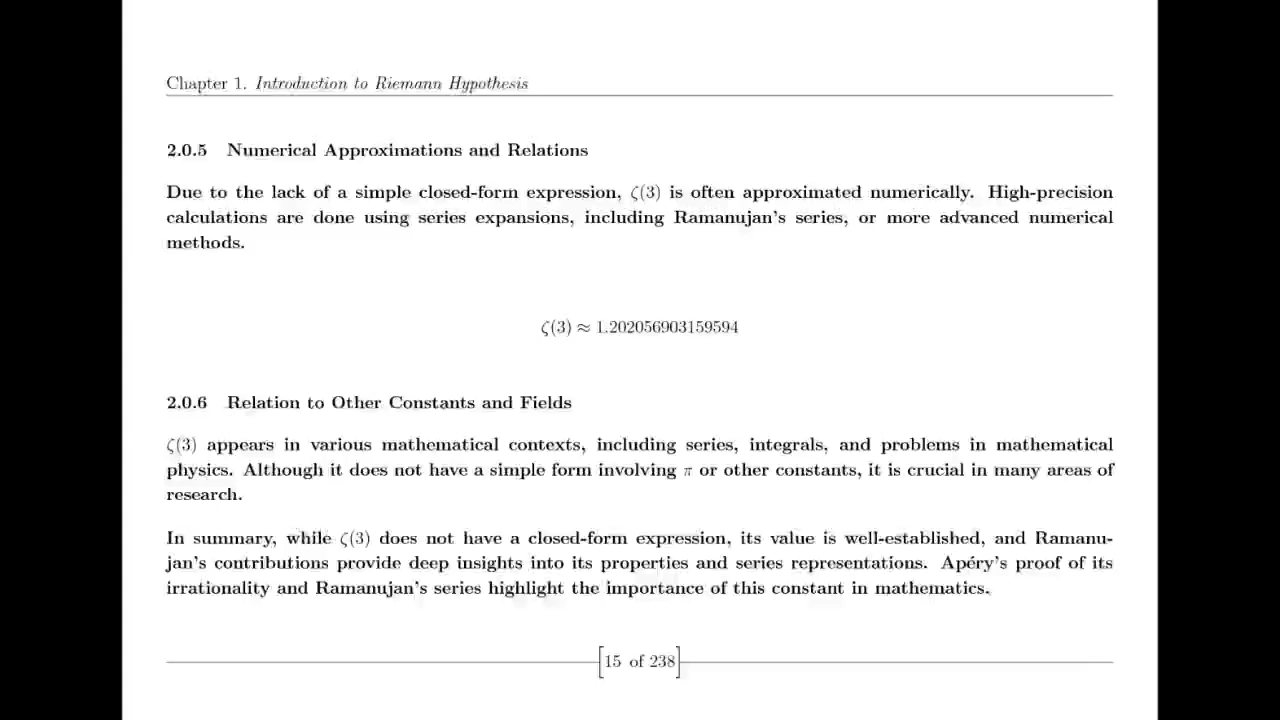 Chapter 1. Introduction to Riemann Hypothesis
2.0.5 Numerical Approximations and Relations
Due to the lack of a simple closed-form expression, ζ(3) is often approximated numerically. High-precision
calculations are done using series expansions, including Ramanujan's series, or more advanced numerical
methods.
ζ(3) ≈ 1.202056903159594
2.0.6 Relation to Other Constants and Fields
ζ(3) appears in various mathematical contexts, including series, integrals, and problems in mathematical
physics. Although it does not have a simple form involving π or other constants, it is crucial in many areas of
research.
In summary, while ζ(3) does not have a closed-form expression, its value is well-established, and Ramanu-
jan's contributions provide deep insights into its properties and series representations. Apéry's proof of its
irrationality and Ramanujan's series highlight the importance of this constant in mathematics.
[15 of 238]